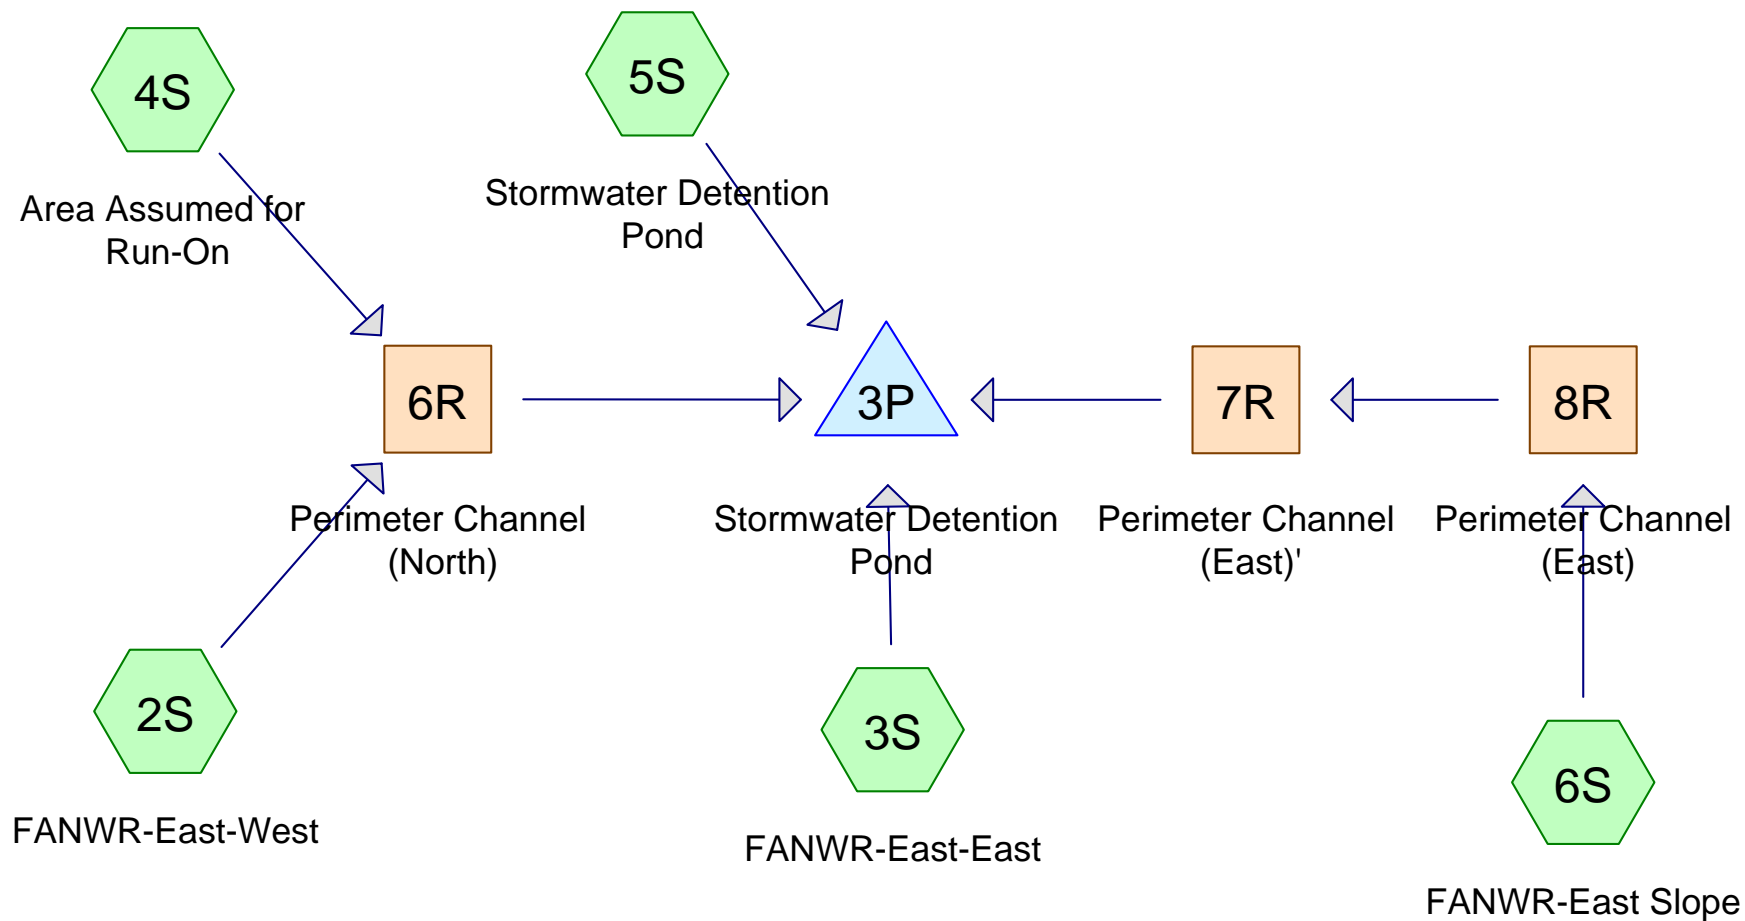 4S
Area Assumed for
Run-On
5S
Stormwater Detention
Pond
6R
Perimeter Channel
(North)
3P
Stormwater Detention
Pond
7R
Perimeter Channel
(East)'
8R
Perimeter Channel
(East)
2S
FANWR-East-West
3S
FANWR-East-East
6S
FANWR-East Slope